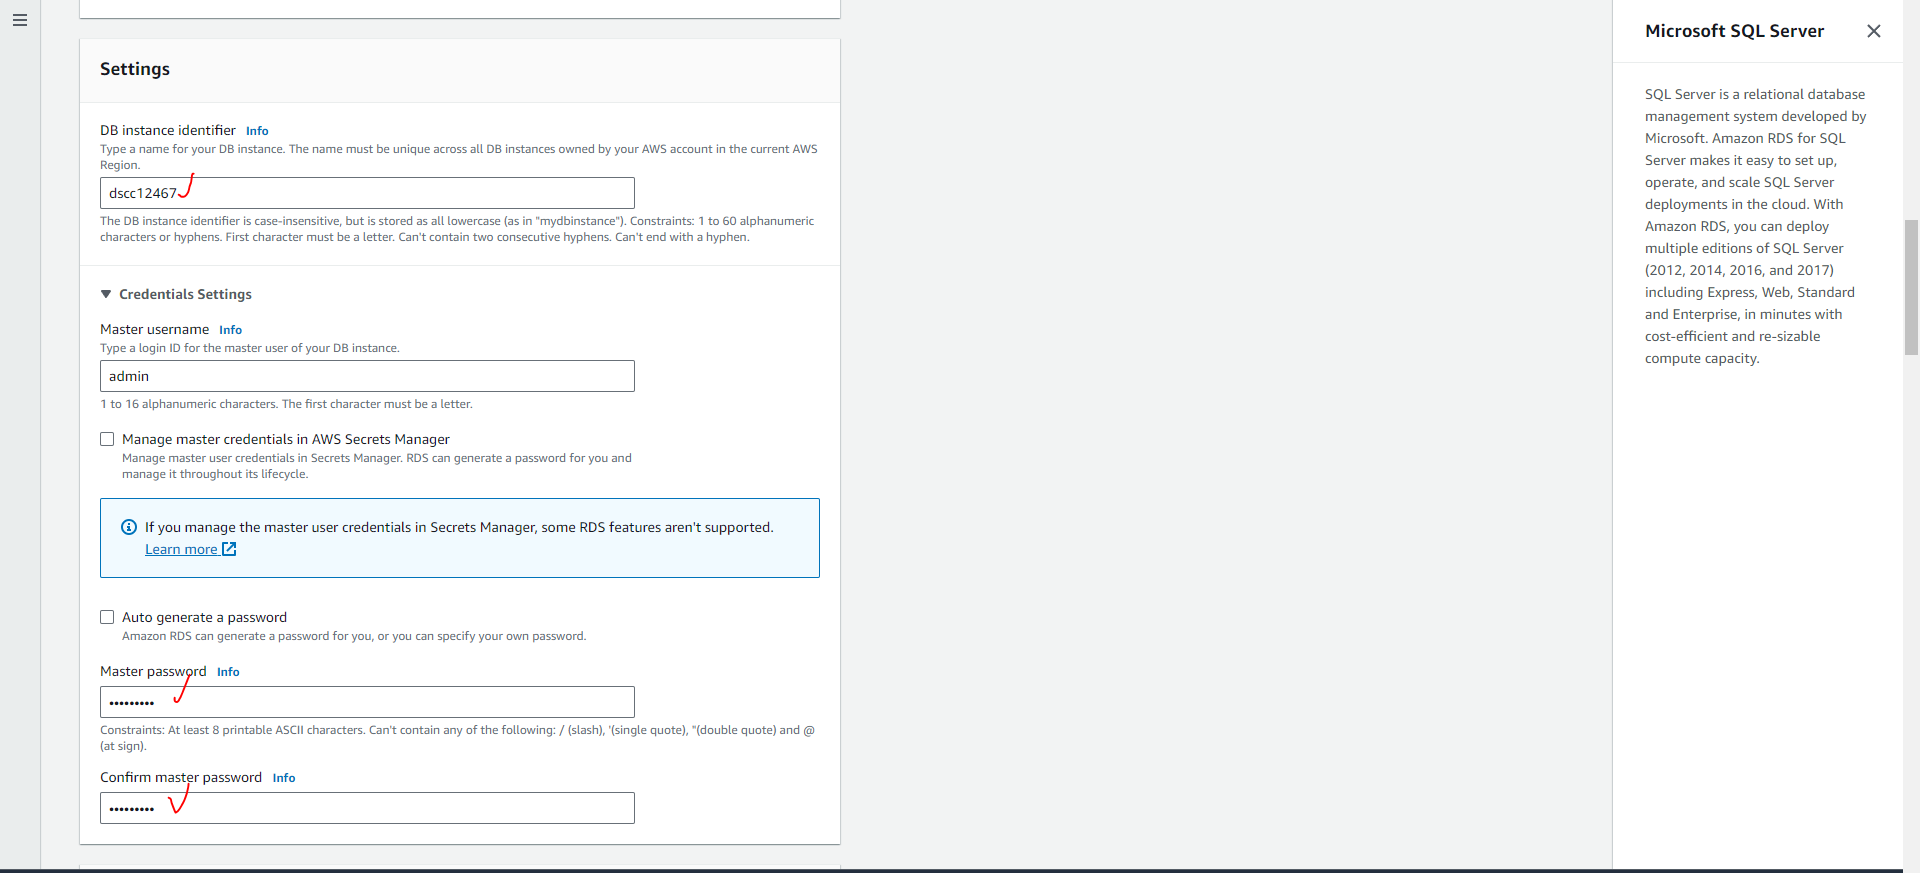 Settings
DB instance identifier Info
Type a name for your DB instance. The name must be unique across all DB instances owned by your AWS account in the current AWS
Region.
dscc12467
The DB instance identifier is case-insensitive, but is stored as all lowercase (as in "mydbinstance"). Constraints: 1 to 60 alphanumeric
characters or hyphens. First character must be a letter. Can't contain two consecutive hyphens. Can't end with a hyphen.
Credentials Settings
Master username Info
Type a login ID for the master user of your DB instance.
admin
1 to 16 alphanumeric characters. The first character must be a letter.
Manage master credentials in AWS Secrets Manager
Manage master user credentials in Secrets Manager. RDS can generate a password for you and
manage it throughout its lifecycle.
If you manage the master user credentials in Secrets Manager, some RDS features aren't supported.
Learn more
Auto generate a password
Amazon RDS can generate a password for you, or you can specify your own password.
Master password Info
•••••••••
Constraints: At least 8 printable ASCII characters. Can't contain any of the following: / (slash), '(single quote), "(double quote) and @
(at sign).
Confirm master password Info
•••••••••
Microsoft SQL Server
SQL Server is a relational database
management system developed by
Microsoft. Amazon RDS for SQL
Server makes it easy to set up,
operate, and scale SQL Server
deployments in the cloud. With
Amazon RDS, you can deploy
multiple editions of SQL Server
(2012, 2014, 2016, and 2017)
including Express, Web, Standard
and Enterprise, in minutes with
cost-efficient and re-sizable
compute capacity.